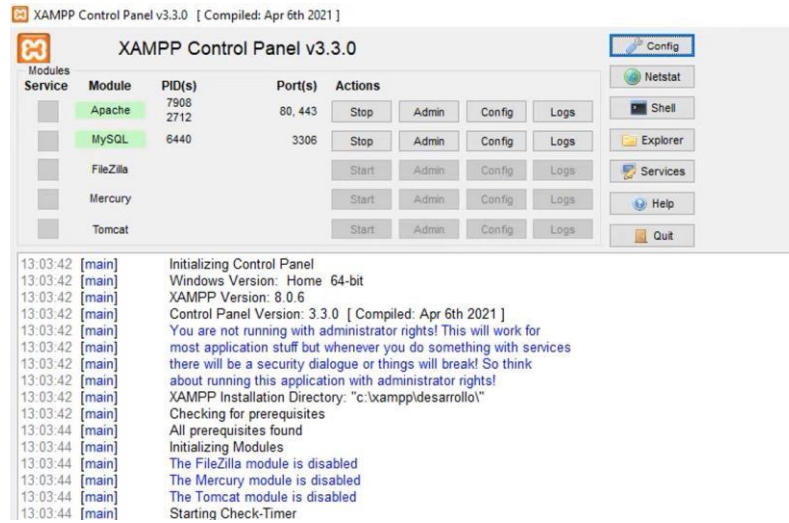 XAMPP Control Panel v3.3.0 [ Compiled: Apr 6th 2021 ]
XAMPP Control Panel v3.3.0
Config
Modules
Service Module PID(s) Port(s) Actions
Netstat
Apache 7908 2712 80, 443 Stop Admin Config Logs
Shell
MySQL 6440 3306 Stop Admin Config Logs
Explorer
FileZilla Start Admin Config Logs
Services
Mercury Start Admin Config Logs
Help
Tomcat Start Admin Config Logs
Quit
13:03:42 [main] Initializing Control Panel
13:03:42 [main] Windows Version: Home 64-bit
13:03:42 [main] XAMPP Version: 8.0.6
13:03:42 [main] Control Panel Version: 3.3.0 [ Compiled: Apr 6th 2021 ]
13:03:42 [main] You are not running with administrator rights! This will work for
13:03:42 [main] most application stuff but whenever you do something with services
13:03:42 [main] there will be a security dialogue or things will break! So think
13:03:42 [main] about running this application with administrator rights!
13:03:42 [main] XAMPP Installation Directory: "c:\xampp\desarrollo\"
13:03:42 [main] Checking for prerequisites
13:03:44 [main] All prerequisites found
13:03:44 [main] Initializing Modules
13:03:44 [main] The FileZilla module is disabled
13:03:44 [main] The Mercury module is disabled
13:03:44 [main] The Tomcat module is disabled
13:03:44 [main] Starting Check-Timer